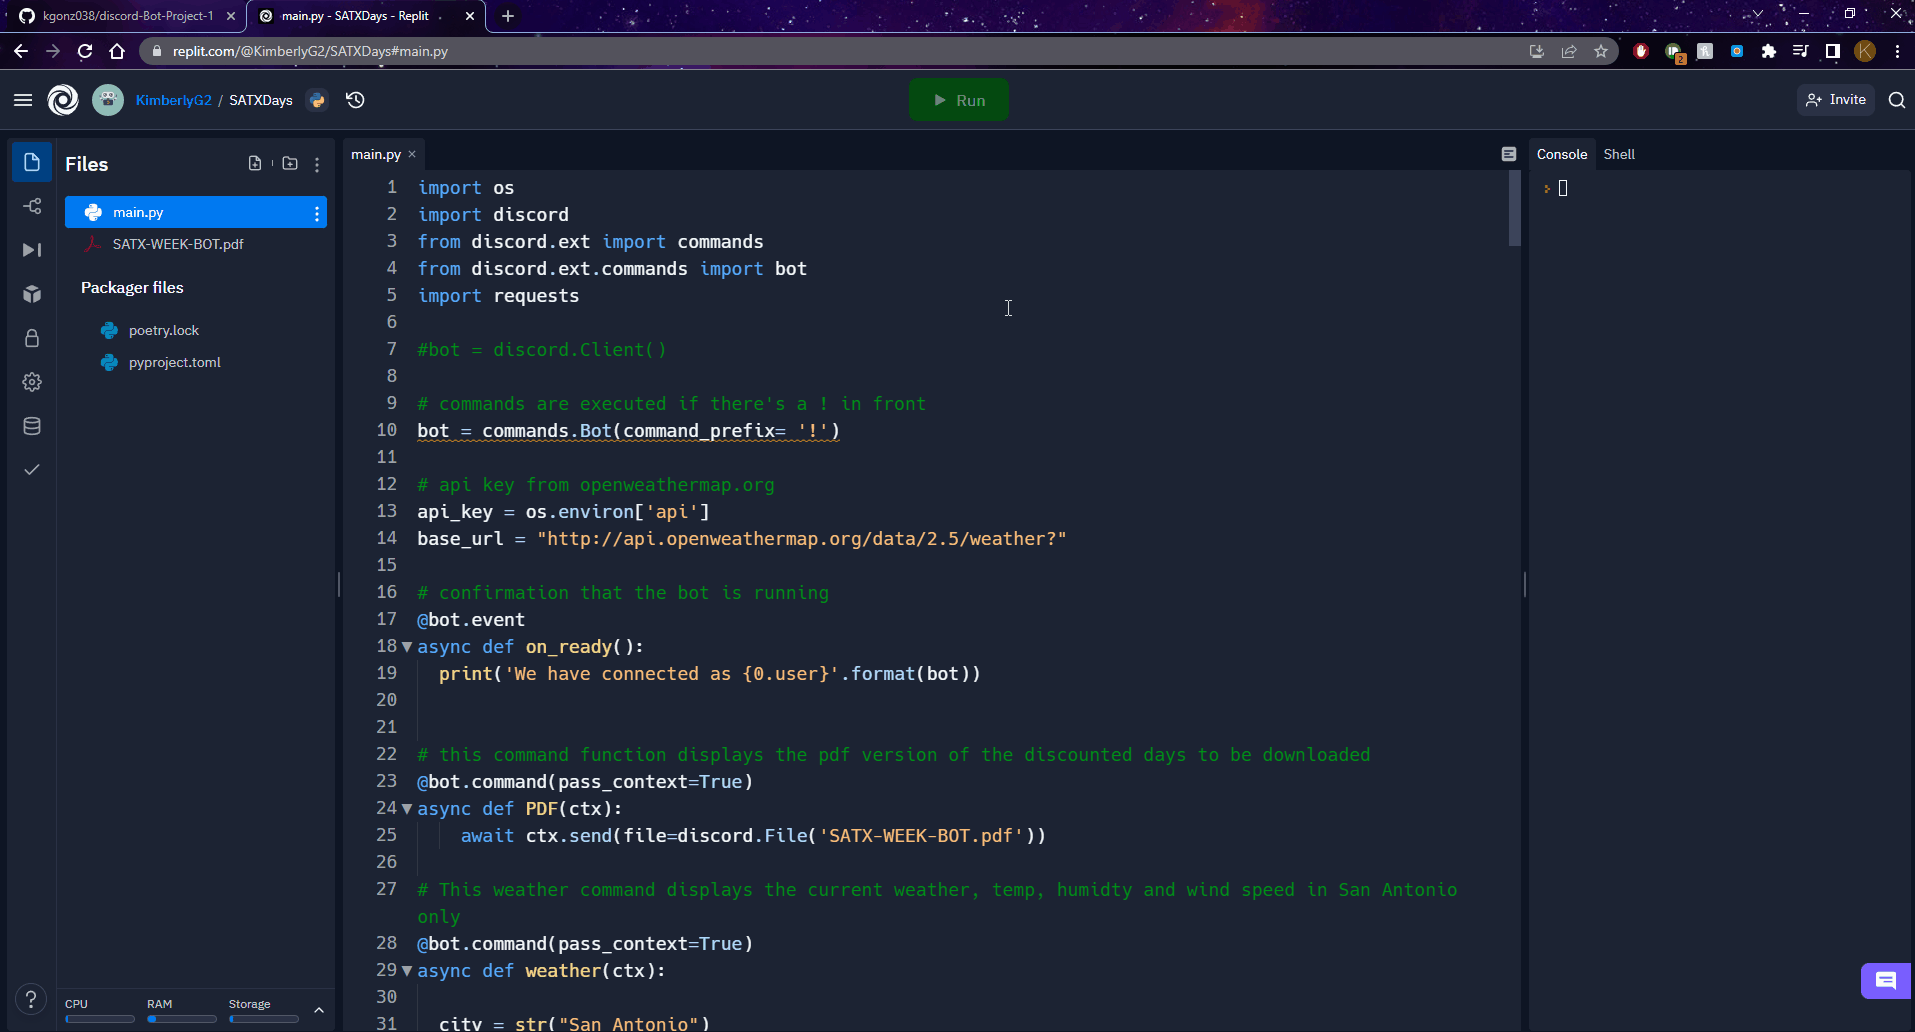 kgonz038/discord-Bot-Project-1
main.py - SATXDays - Replit
replit.com/@KimberlyG2/SATXDays#main.py
2
K
KimberlyG2 / SATXDays
Run
Invite
Files
main.py
SATX-WEEK-BOT.pdf
Packager files
poetry.lock
pyproject.toml
main.py
1 import os
2 import discord
3 from discord.ext import commands
4 from discord.ext.commands import bot
5 import requests
6
7 #bot = discord.Client()
8
9 # commands are executed if there's a ! in front
10 bot = commands.Bot(command_prefix= '!')
11
12 # api key from openweathermap.org
13 api_key = os.environ['api']
14 base_url = "http://api.openweathermap.org/data/2.5/weather?"
15
16 # confirmation that the bot is running
17 @bot.event
18 async def on_ready():
19 print('We have connected as {0.user}'.format(bot))
20
21
22 # this command function displays the pdf version of the discounted days to be downloaded
23 @bot.command(pass_context=True)
24 async def PDF(ctx):
25 await ctx.send(file=discord.File('SATX-WEEK-BOT.pdf'))
26
27 # This weather command displays the current weather, temp, humidty and wind speed in San Antonio
only
28 @bot.command(pass_context=True)
29 async def weather(ctx):
30
31 city = str("San Antonio")
Console
Shell
?
CPU
RAM
Storage